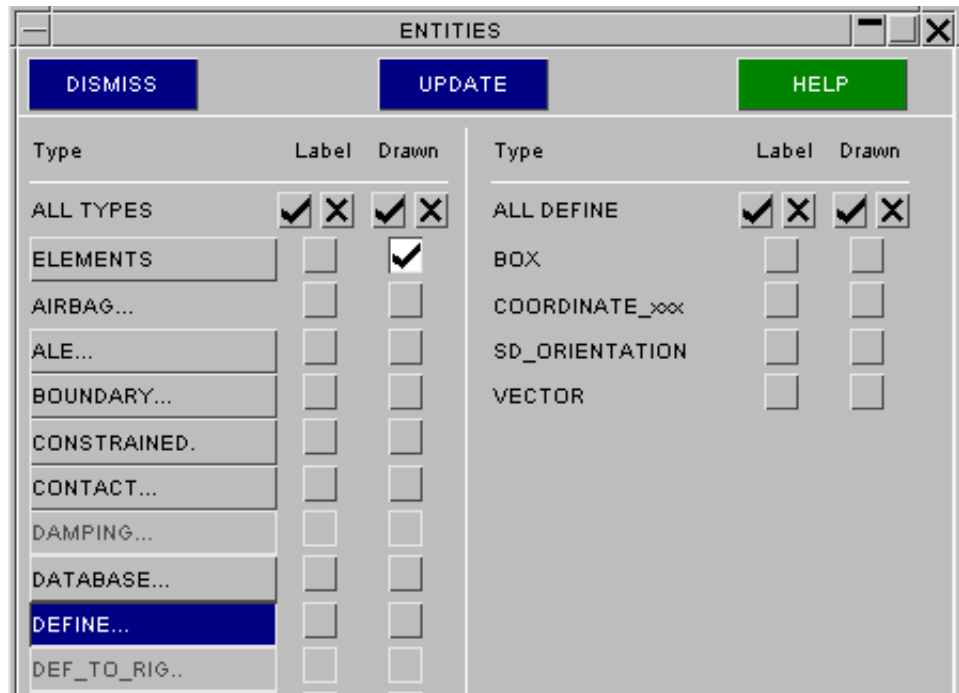 ENTITIES
DISMISS UPDATE HELP
Type Label Drawn Type Label Drawn
ALL TYPES ALL DEFINE
ELEMENTS BOX
AIRBAG... COORDINATE_xxx
ALE... SD_ORIENTATION
BOUNDARY... VECTOR
CONSTRAINED.
CONTACT...
DAMPING...
DATABASE...
DEFINE...
DEF_TO_RIG..